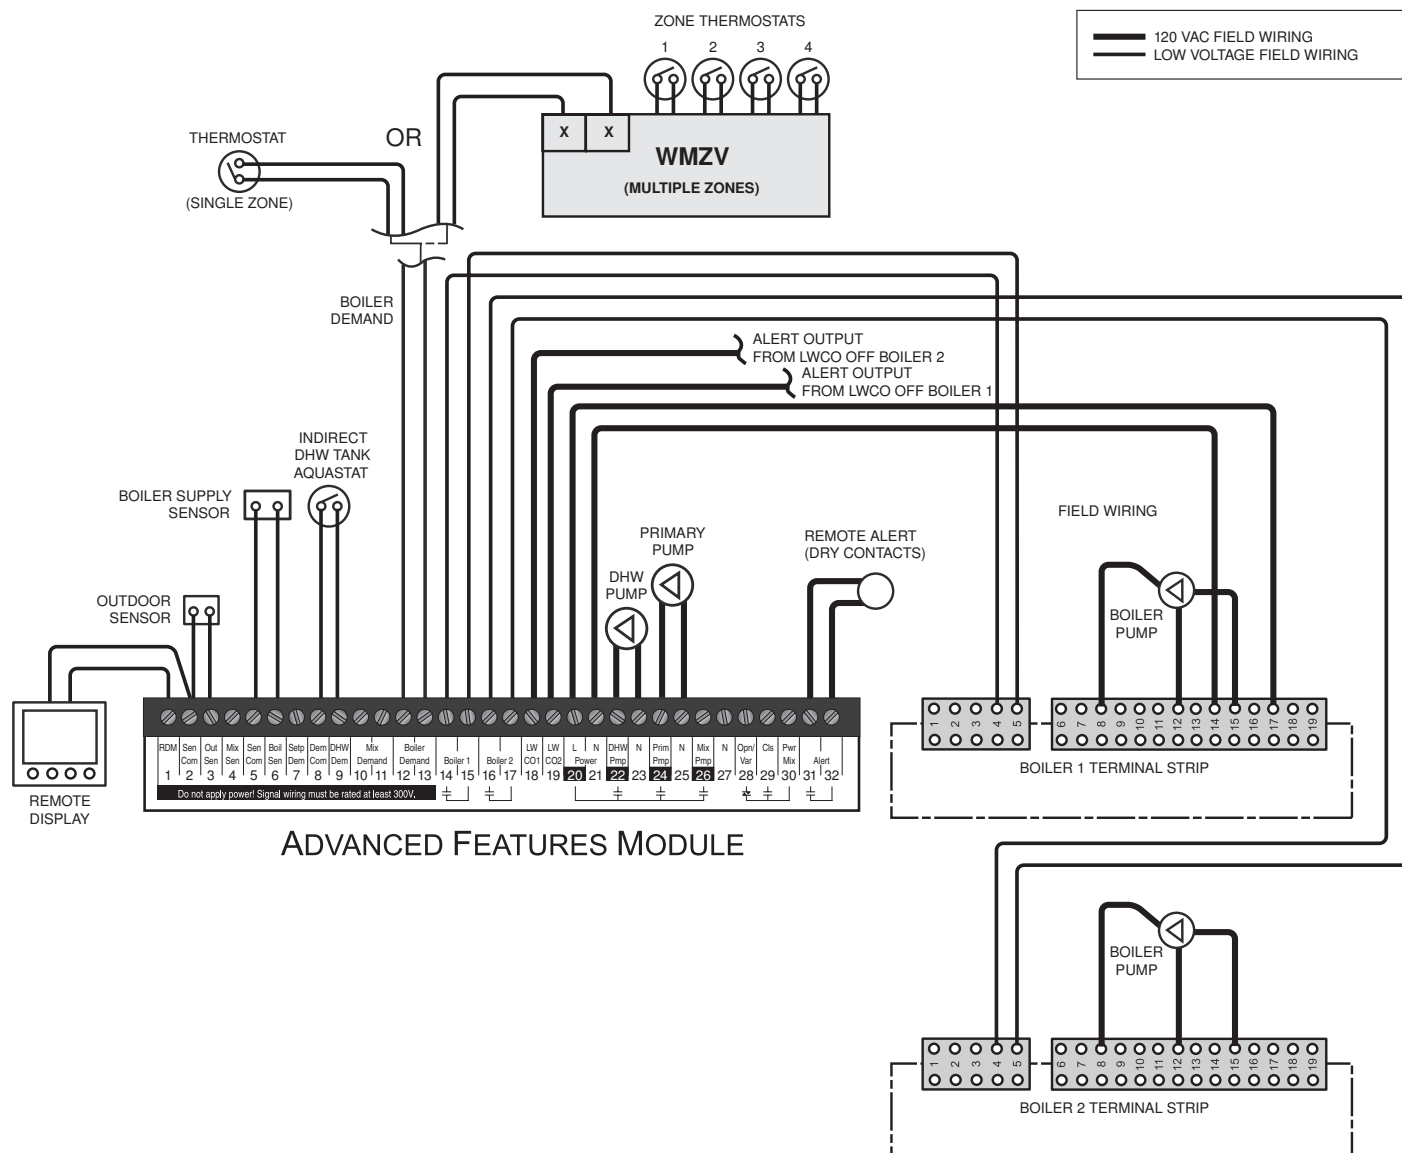 ZONE THERMOSTATS
1 2 3 4
120 VAC FIELD WIRING
LOW VOLTAGE FIELD WIRING
THERMOSTAT
(SINGLE ZONE)
OR
X X
WMZV
(MULTIPLE ZONES)
BOILER
DEMAND
ALERT OUTPUT
FROM LWCO OFF BOILER 2
ALERT OUTPUT
FROM LWCO OFF BOILER 1
INDIRECT
DHW TANK
AQUASTAT
BOILER SUPPLY
SENSOR
OUTDOOR
SENSOR
PRIMARY
PUMP
DHW
PUMP
REMOTE ALERT
(DRY CONTACTS)
FIELD WIRING
BOILER
PUMP
REMOTE
DISPLAY
RDM Sen Out Mix Sen Boil Setp Dem DHW Mix Boiler LW LW L N DHW N Prim N Mix N Opn/ Cls Pwr
Com Sen Sen Com Sen Dem Com Dem Demand Demand Boiler 1 Boiler 2 CO1 CO2 Power Pmp Pmp Pmp Var Mix Alert
1 2 3 4 5 6 7 8 9 10 11 12 13 14 15 16 17 18 19 20 21 22 23 24 25 26 27 28 29 30 31 32
Do not apply power! Signal wiring must be rated at least 300V.
ADVANCED FEATURES MODULE
1 2 3 4 5 6 7 8 9 10 11 12 13 14 15 16 17 18 19
BOILER 1 TERMINAL STRIP
BOILER
PUMP
1 2 3 4 5 6 7 8 9 10 11 12 13 14 15 16 17 18 19
BOILER 2 TERMINAL STRIP